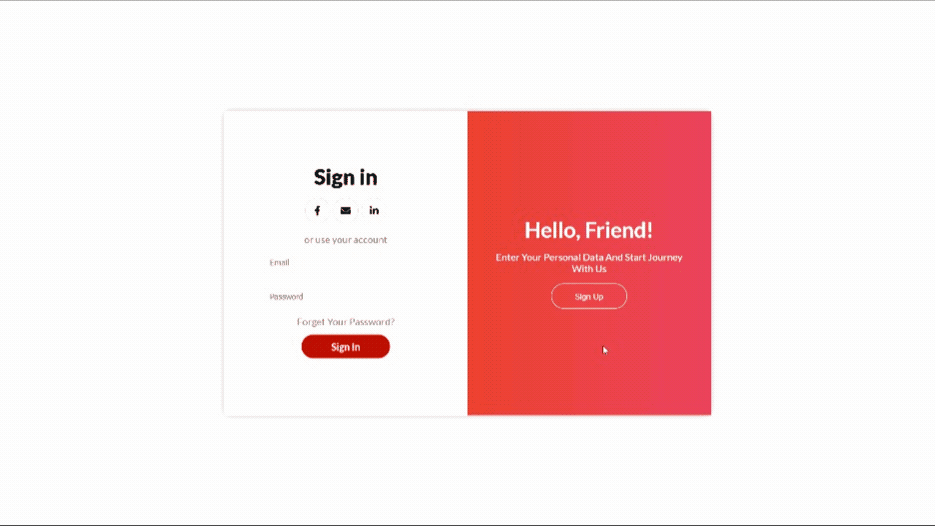 Sign in
or use your account
Email
Password
Forget Your Password?
Sign In
Hello, Friend!
Enter Your Personal Data And Start Journey
With Us
Sign Up